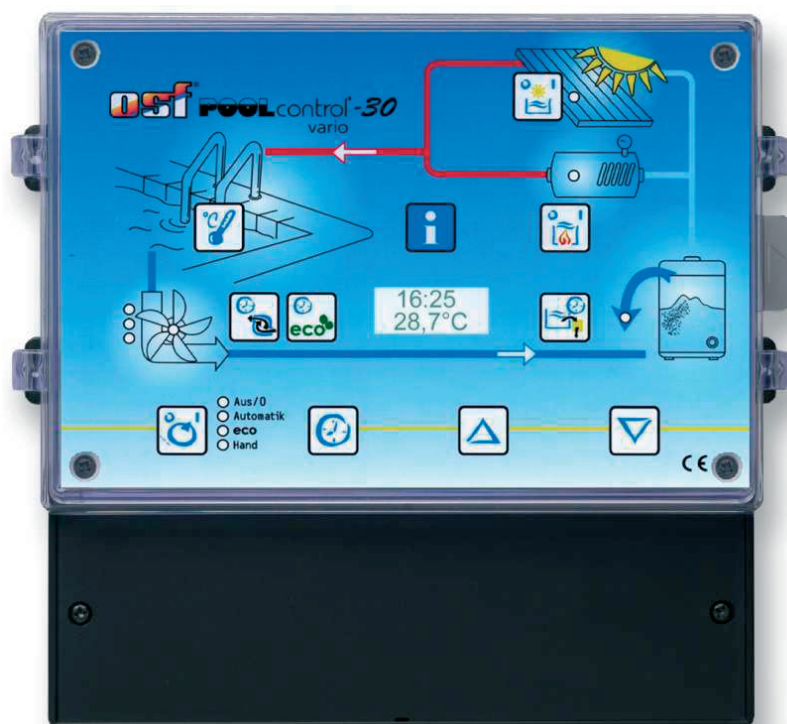 osf® POOLcontrol®-30
vario
°C
i
eco
16:25
28,7°C
Aus/0
Automatik
eco
Hand
CE